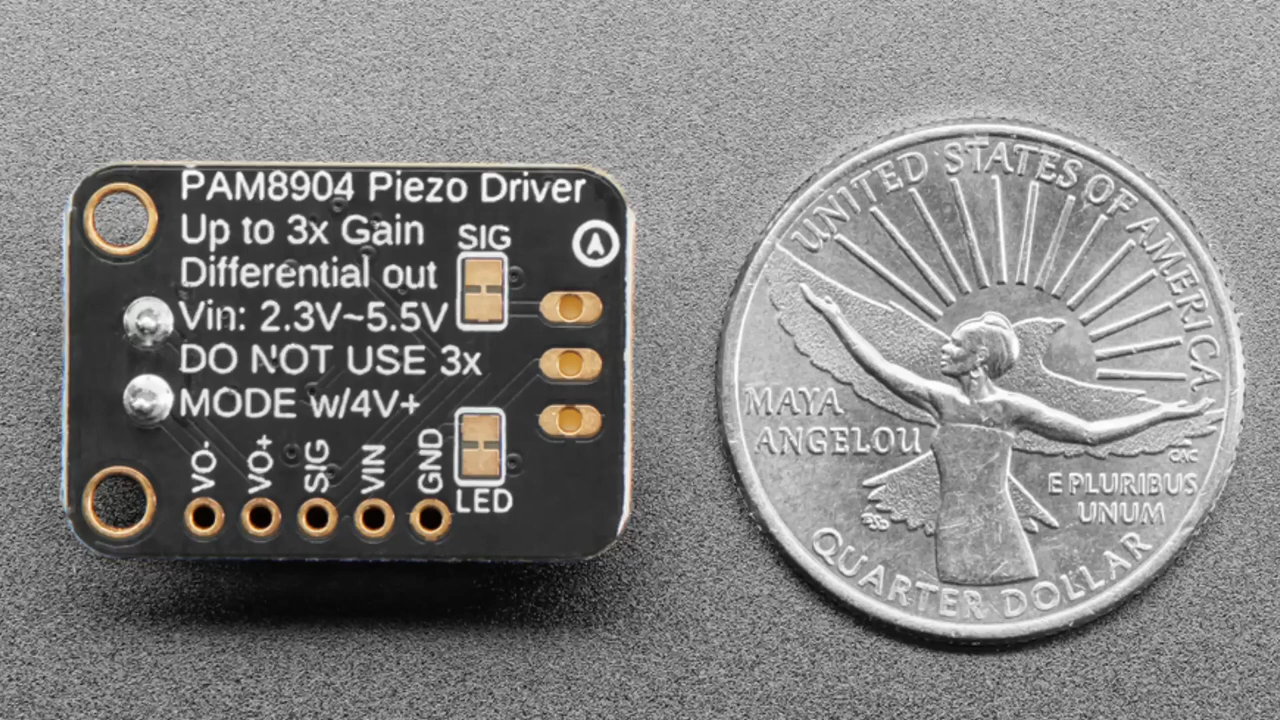 PAM8904 Piezo Driver
Up to 3x Gain
Differential out
Vin: 2.3V~5.5V
DO NOT USE 3x
MODE w/4V+
SIG
A
VO-
VO+
SIG
VIN
GND
LED
UNITED STATES OF AMERICA
MAYA
ANGELOU
CAC
E PLURIBUS
UNUM
QUARTER DOLLAR